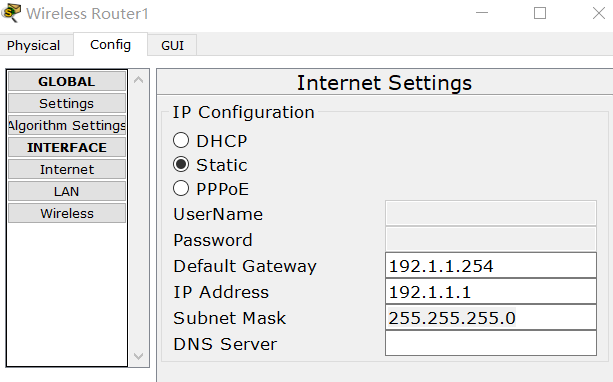 Wireless Router1
Physical Config GUI
GLOBAL
Settings
Algorithm Settings
INTERFACE
Internet
LAN
Wireless
Internet Settings
IP Configuration
DHCP
Static
PPPoE
UserName
Password
Default Gateway 192.1.1.254
IP Address 192.1.1.1
Subnet Mask 255.255.255.0
DNS Server